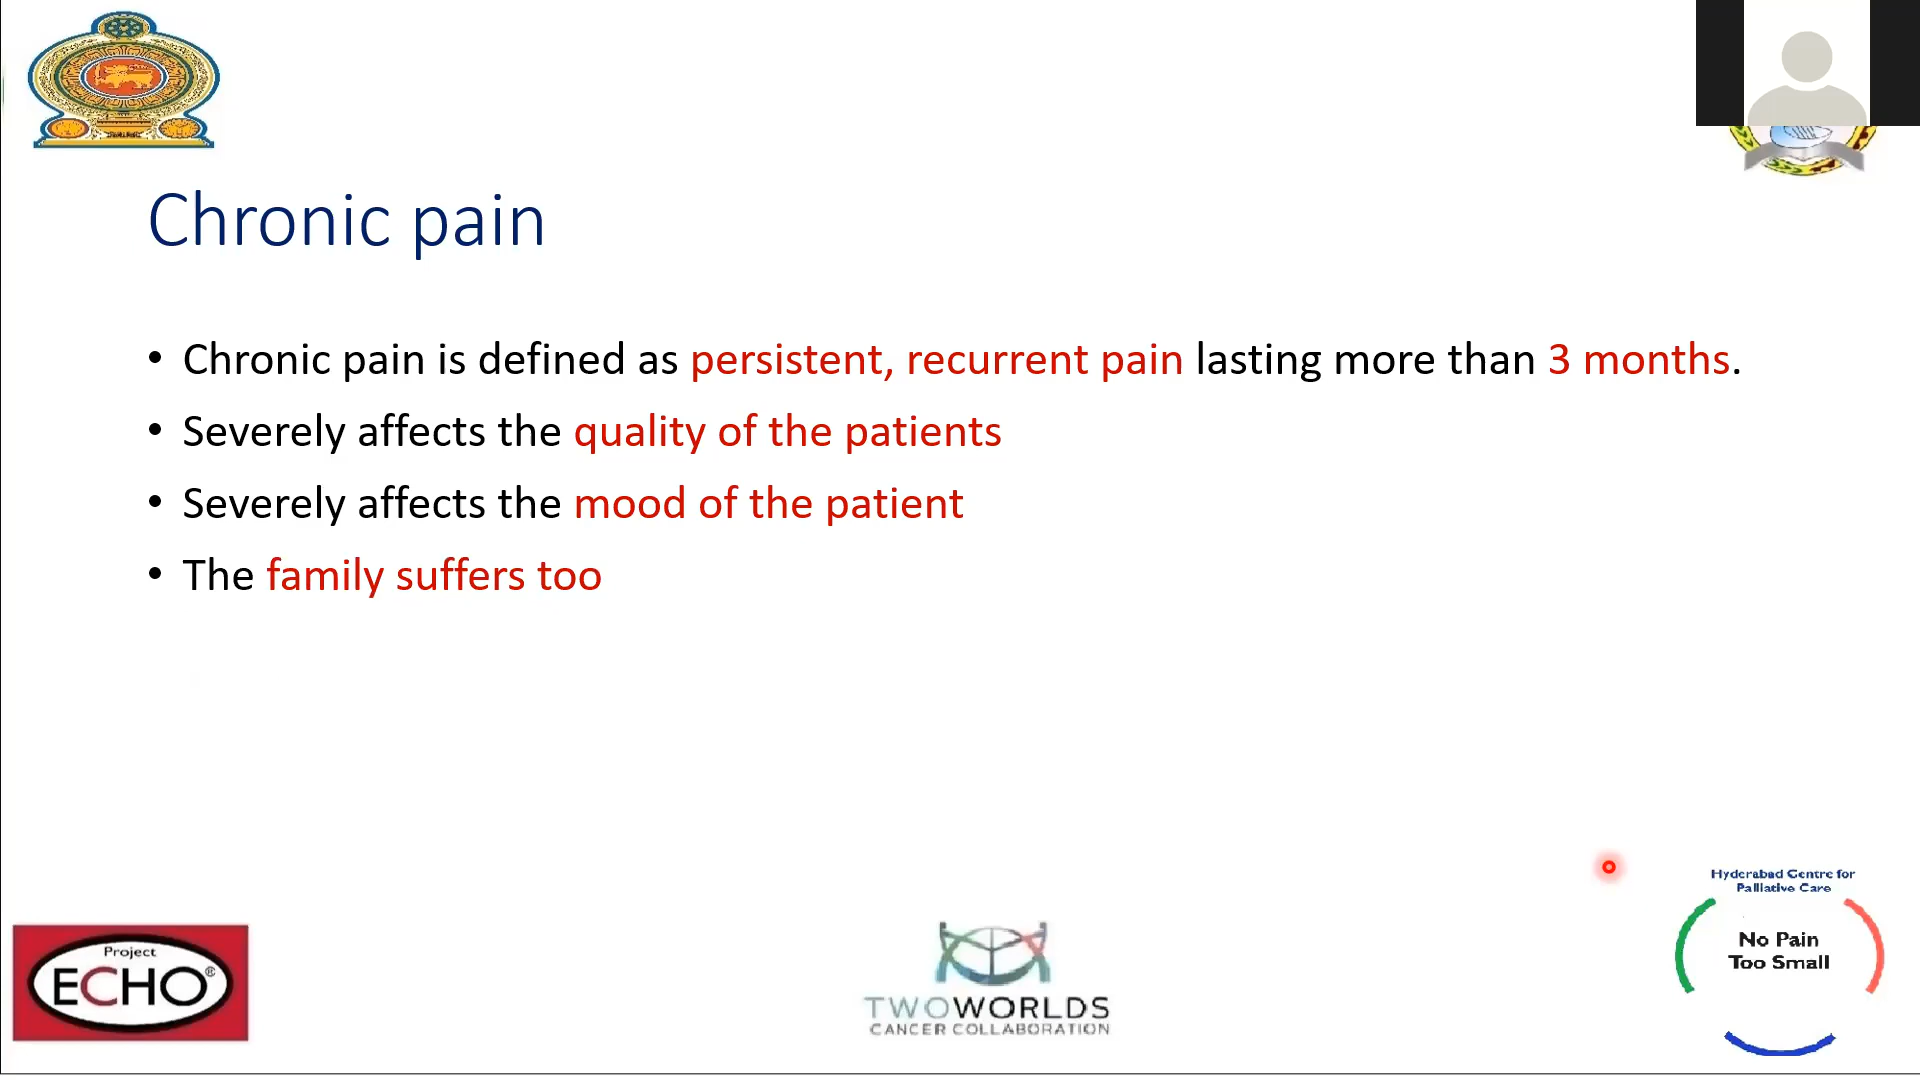 Chronic pain
• Chronic pain is defined as persistent, recurrent pain lasting more than 3 months.
• Severely affects the quality of the patients
• Severely affects the mood of the patient
• The family suffers too
Hyderabad Centre for
Palliative Care
No Pain
Too Small
Project
ECHO®
TWOWORLDS
CANCER COLLABORATION